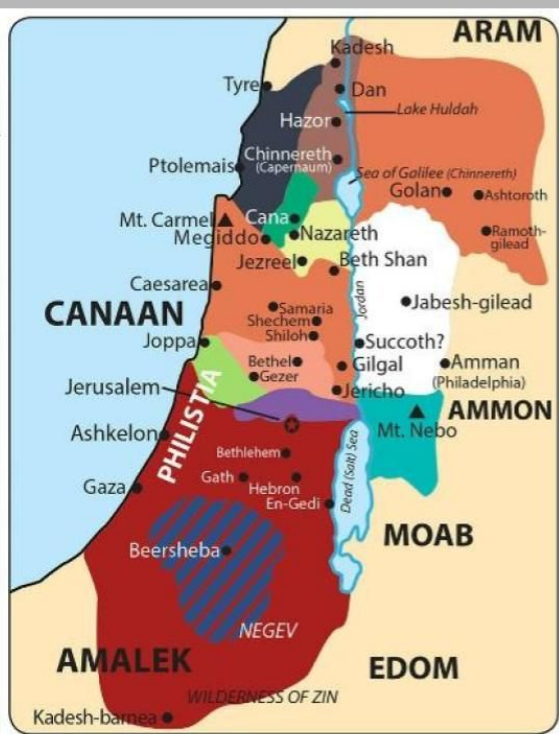 ARAM
Kadesh
Tyre
Dan
Lake Huldah
Hazor
Chinnereth
(Capernaum)
Ptolemais
Sea of Galilee (Chinnereth)
Golan
Ashtoroth
Cana
Mt. Carmel
Ramoth-
gilead
Nazareth
Megiddo
Jezreel
Beth Shan
Caesarea
Jordan
Jabesh-gilead
CANAAN
Samaria
Shechem
Shiloh
Joppa
Succoth?
Bethel
Gilgal
Amman
(Philadelphia)
Gezer
Jerusalem
Jericho
PHILISTIA
AMMON
Mt. Nebo
Ashkelon
Bethlehem
Dead (Salt) Sea
Gath
Hebron
Gaza
En-Gedi
MOAB
Beersheba
NEGEV
AMALEK
EDOM
WILDERNESS OF ZIN
Kadesh-barnea